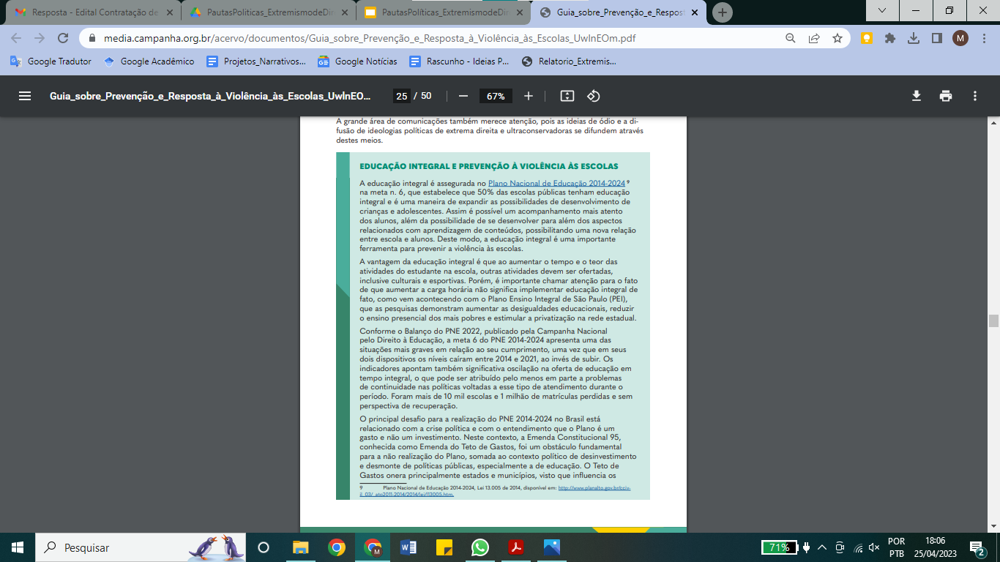 Resposta - Edital Contratação de
PautasPoliticas_ExtremismodeDir
PautasPolíticas_ExtremismodeDir
Guia_sobre_Prevenção_e_Respost
media.campanha.org.br/acervo/documentos/Guia_sobre_Prevenção_e_Resposta_à_Violência_às_Escolas_UwlnEOm.pdf
M
Google Tradutor
Google Acadêmico
Projetos_Narrativos...
Google Notícias
Rascunho - Ideias P...
Relatorio_Extremis...
Guia_sobre_Prevenção_e_Resposta_à_Violência_às_Escolas_UwlnEO...
25 / 50
67%
A grande área de comunicações também merece atenção, pois as ideias de ódio e a di-
fusão de ideologias políticas de extrema direita e ultraconservadoras se difundem através
destes meios.
EDUCAÇÃO INTEGRAL E PREVENÇÃO À VIOLÊNCIA ÀS ESCOLAS
A educação integral é assegurada no Plano Nacional de Educação 2014-2024 9
na meta n. 6, que estabelece que 50% das escolas públicas tenham educação
integral e é uma maneira de expandir as possibilidades de desenvolvimento de
crianças e adolescentes. Assim é possível um acompanhamento mais atento
dos alunos, além da possibilidade de se desenvolver para além dos aspectos
relacionados com aprendizagem de conteúdos, possibilitando uma nova relação
entre escola e alunos. Deste modo, a educação integral é uma importante
ferramenta para prevenir a violência às escolas.
A vantagem da educação integral é que ao aumentar o tempo e o teor das
atividades do estudante na escola, outras atividades devem ser ofertadas,
inclusive culturais e esportivas. Porém, é importante chamar atenção para o fato
de que aumentar a carga horária não significa implementar educação integral de
fato, como vem acontecendo com o Plano Ensino Integral de São Paulo (PEI),
que as pesquisas demonstram aumentar as desigualdades educacionais, reduzir
o ensino presencial dos mais pobres e estimular a privatização na rede estadual.
Conforme o Balanço do PNE 2022, publicado pela Campanha Nacional
pelo Direito à Educação, a meta 6 do PNE 2014-2024 apresenta uma das
situações mais graves em relação ao seu cumprimento, uma vez que em seus
dois dispositivos os níveis caíram entre 2014 e 2021, ao invés de subir. Os
indicadores apontam também significativa oscilação na oferta de educação em
tempo integral, o que pode ser atribuído pelo menos em parte a problemas
de continuidade nas políticas voltadas a esse tipo de atendimento durante o
período. Foram mais de 10 mil escolas e 1 milhão de matrículas perdidas e sem
perspectiva de recuperação.
O principal desafio para a realização do PNE 2014-2024 no Brasil está
relacionado com a crise política e com o entendimento que o Plano é um
gasto e não um investimento. Neste contexto, a Emenda Constitucional 95,
conhecida como Emenda do Teto de Gastos, foi um obstáculo fundamental
para a não realização do Plano, somada ao contexto político de desinvestimento
e desmonte de políticas públicas, especialmente a de educação. O Teto de
Gastos onera principalmente estados e municípios, visto que influencia os
9 Plano Nacional de Educação 2014-2024, Lei 13.005 de 2014, disponível em: http://www.planalto.gov.br/cciv-
il_03/_ato2011-2014/2014/lei/l13005.htm.
Pesquisar
M
71%
POR
PTB
18:06
25/04/2023
2